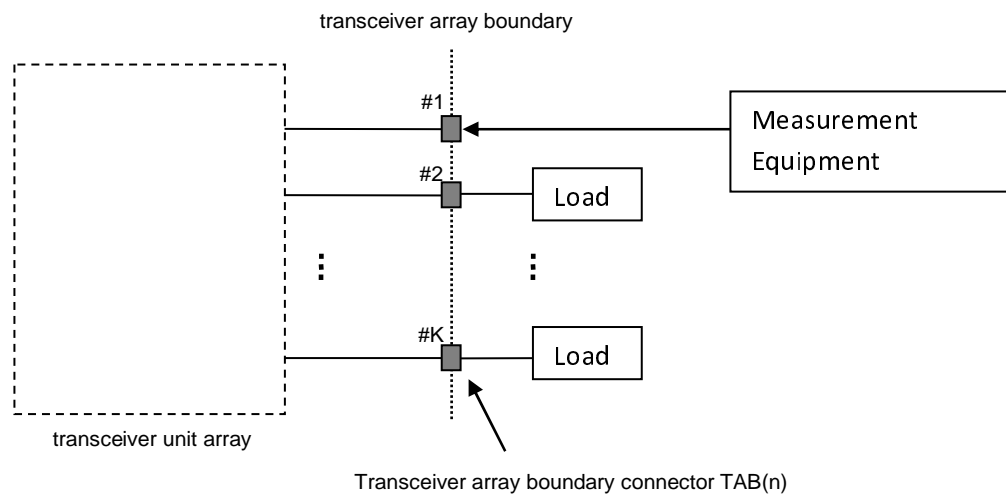 transceiver array boundary
#1
Measurement
Equipment
#2
Load
#K
Load
transceiver unit array
Transceiver array boundary connector TAB(n)